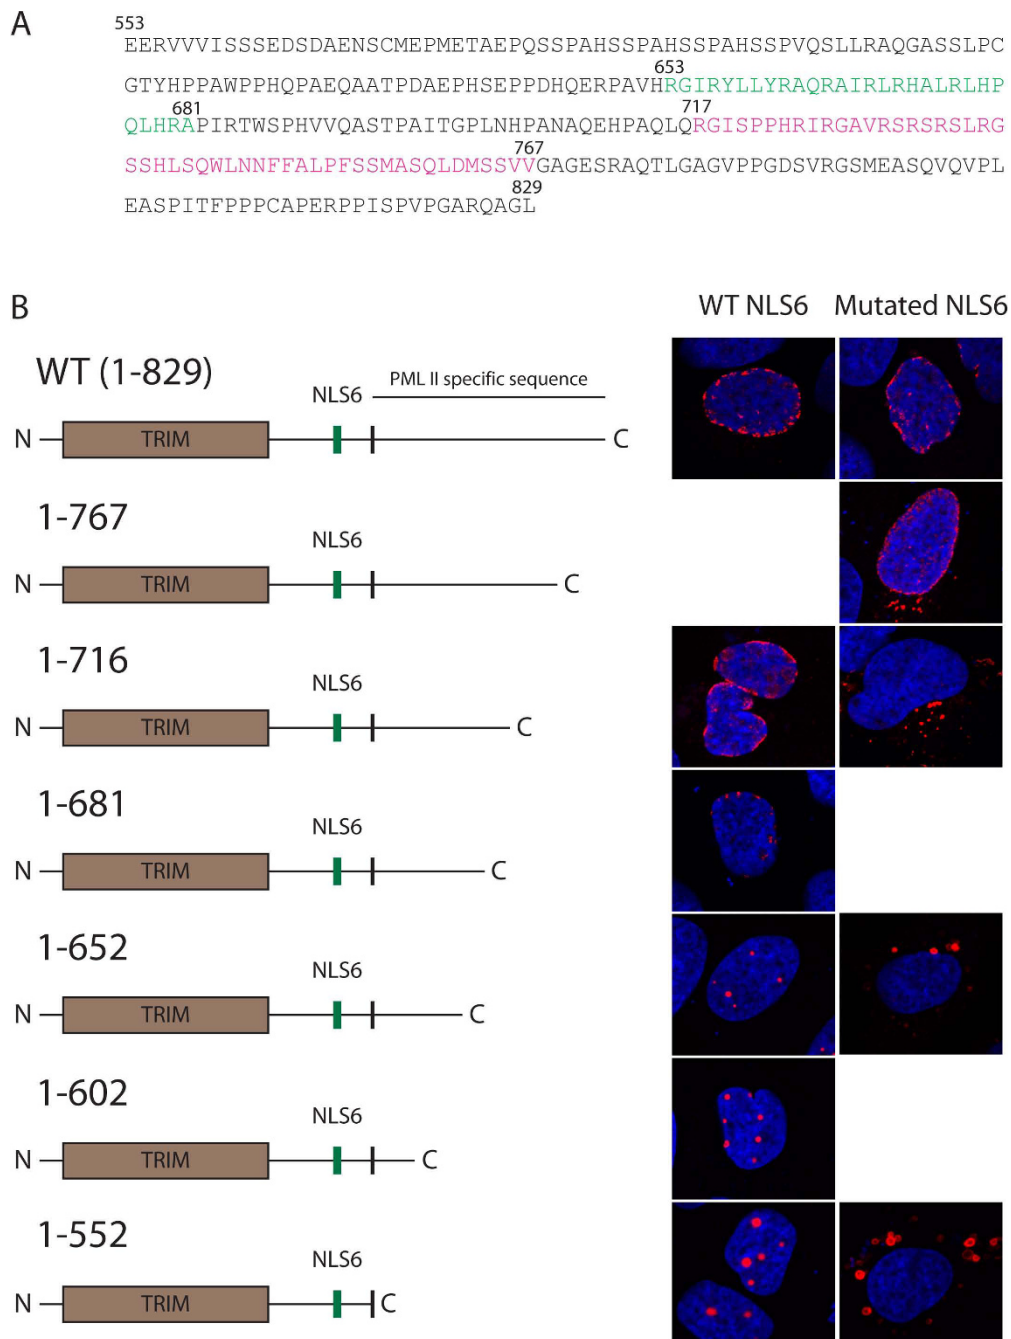 A
553
EERVVVISSSEDSDAENSCMEPMETAEPQSSPAHSSPAHSSPAHSSPVQSLLRAQGASSLPC
653
GTYHPPAWPPHQPAEQAATPDAEPHSEPPDHQERPAVHRGIRYLLYRAQRAIRLRHALRLHP
681 717
QLHRAPIRTWSPHVVQASTPAITGPLNHPANAQEHPAQLQRGISPPHRIRGAVRSRSRSLRG
767
SSHLSQWLNNFFALPFSSMASQLDMSSVVGAGESRAQTLGAGVPPGDSVRGSMEASQVQVPL
829
EASPITFPPPCAPERPPISPVPGARQAGL
B
WT NLS6 Mutated NLS6
WT (1-829)
NLS6 PML II specific sequence
N TRIM C
1-767
NLS6
N TRIM C
1-716
NLS6
N TRIM C
1-681
NLS6
N TRIM C
1-652
NLS6
N TRIM C
1-602
NLS6
N TRIM C
1-552
NLS6
N TRIM C